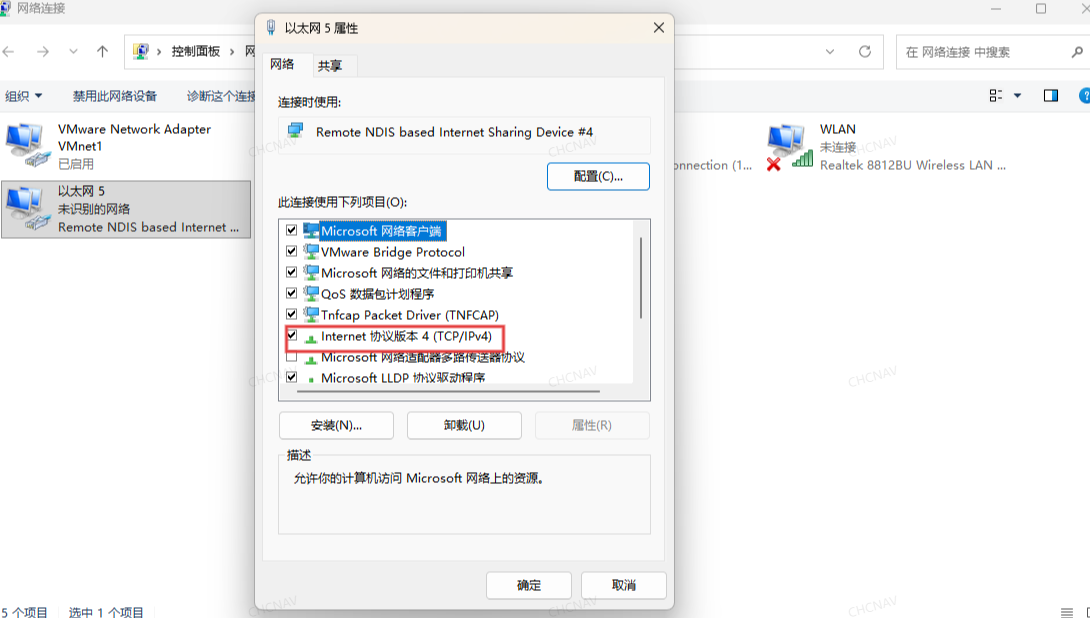 网络连接
以太网 5 属性
控制面板
在 网络连接 中搜索
组织
禁用此网络设备
诊断这个连接
网络
共享
连接时使用:
Remote NDIS based Internet Sharing Device #4
配置(C)...
此连接使用下列项目(O):
Microsoft 网络客户端
VMware Bridge Protocol
Microsoft 网络的文件和打印机共享
QoS 数据包计划程序
Tnfcap Packet Driver (TNFCAP)
Internet 协议版本 4 (TCP/IPv4)
Microsoft 网络适配器多路传送器协议
Microsoft LLDP 协议驱动程序
安装(N)...
卸载(U)
属性(R)
描述
允许你的计算机访问 Microsoft 网络上的资源。
确定
取消
VMware Network Adapter
VMnet1
已启用
以太网 5
未识别的网络
Remote NDIS based Internet ...
onnection (1...
WLAN
未连接
Realtek 8812BU Wireless LAN ...
5 个项目
选中 1 个项目
CHCNAV
CHCNAV
CHCNAV
CHCNAV
CHCNAV
CHCNAV
CHCNAV
CHCNAV
CHCNAV